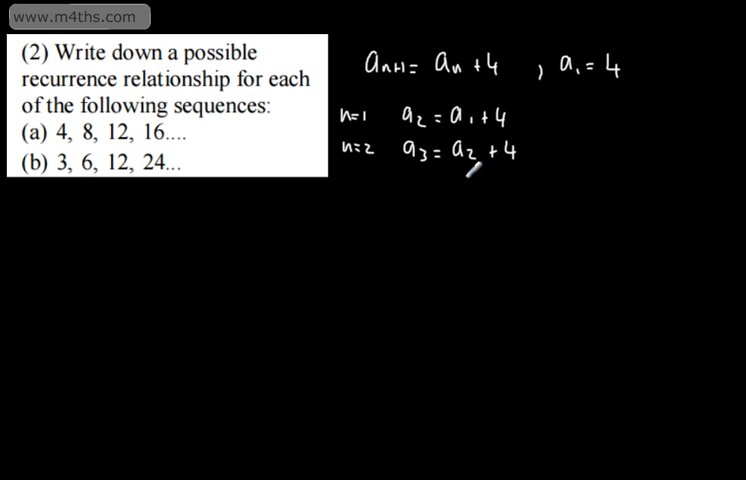 www.m4ths.com
(2) Write down a possible
recurrence relationship for each
of the following sequences:
(a) 4, 8, 12, 16....
(b) 3, 6, 12, 24...
aₙ₊₁ = aₙ + 4 , a₁ = 4
n=1 a₂ = a₁ + 4
n=2 a₃ = a₂ + 4